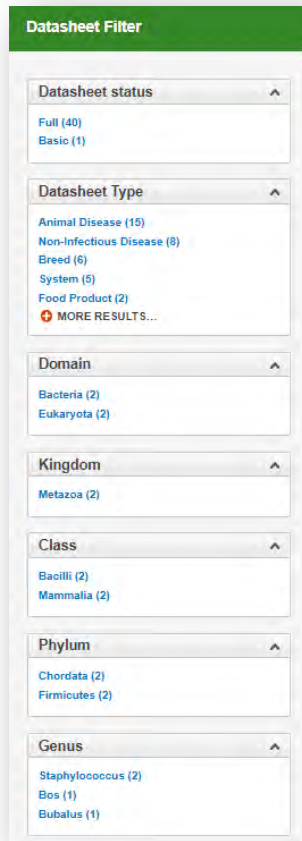 Datasheet Filter
Datasheet status
Full (40)
Basic (1)
Datasheet Type
Animal Disease (15)
Non-Infectious Disease (8)
Breed (6)
System (5)
Food Product (2)
MORE RESULTS...
Domain
Bacteria (2)
Eukaryota (2)
Kingdom
Metazoa (2)
Class
Bacilli (2)
Mammalia (2)
Phylum
Chordata (2)
Firmicutes (2)
Genus
Staphylococcus (2)
Bos (1)
Bubalus (1)